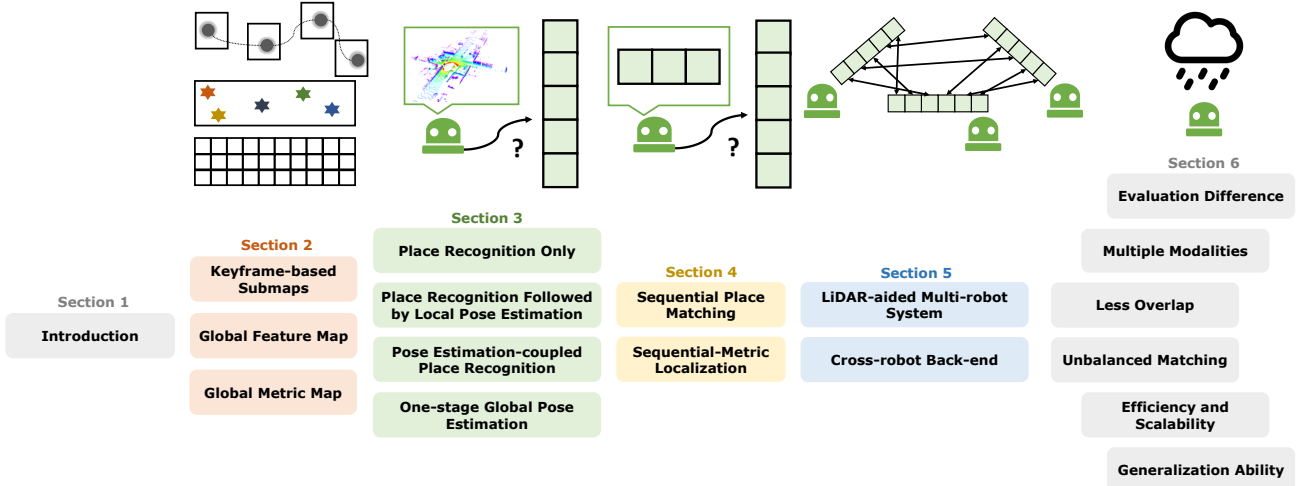 ?
?
Section 1
Introduction
Section 2
Keyframe-based
Submaps
Global Feature Map
Global Metric Map
Section 3
Place Recognition Only
Place Recognition Followed
by Local Pose Estimation
Pose Estimation-coupled
Place Recognition
One-stage Global Pose
Estimation
Section 4
Sequential Place
Matching
Sequential-Metric
Localization
Section 5
LiDAR-aided Multi-robot
System
Cross-robot Back-end
Section 6
Evaluation Difference
Multiple Modalities
Less Overlap
Unbalanced Matching
Efficiency and
Scalability
Generalization Ability